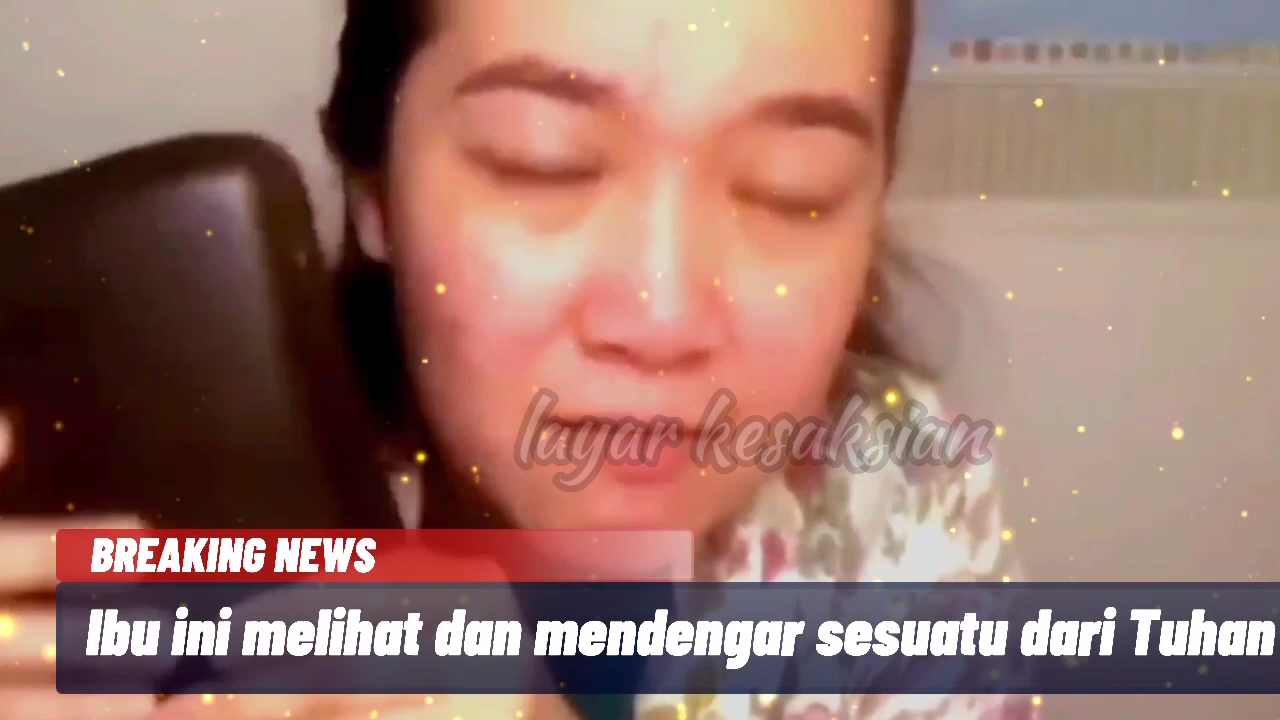 layar kesaksian
BREAKING NEWS
Ibu ini melihat dan mendengar sesuatu dari Tuhan